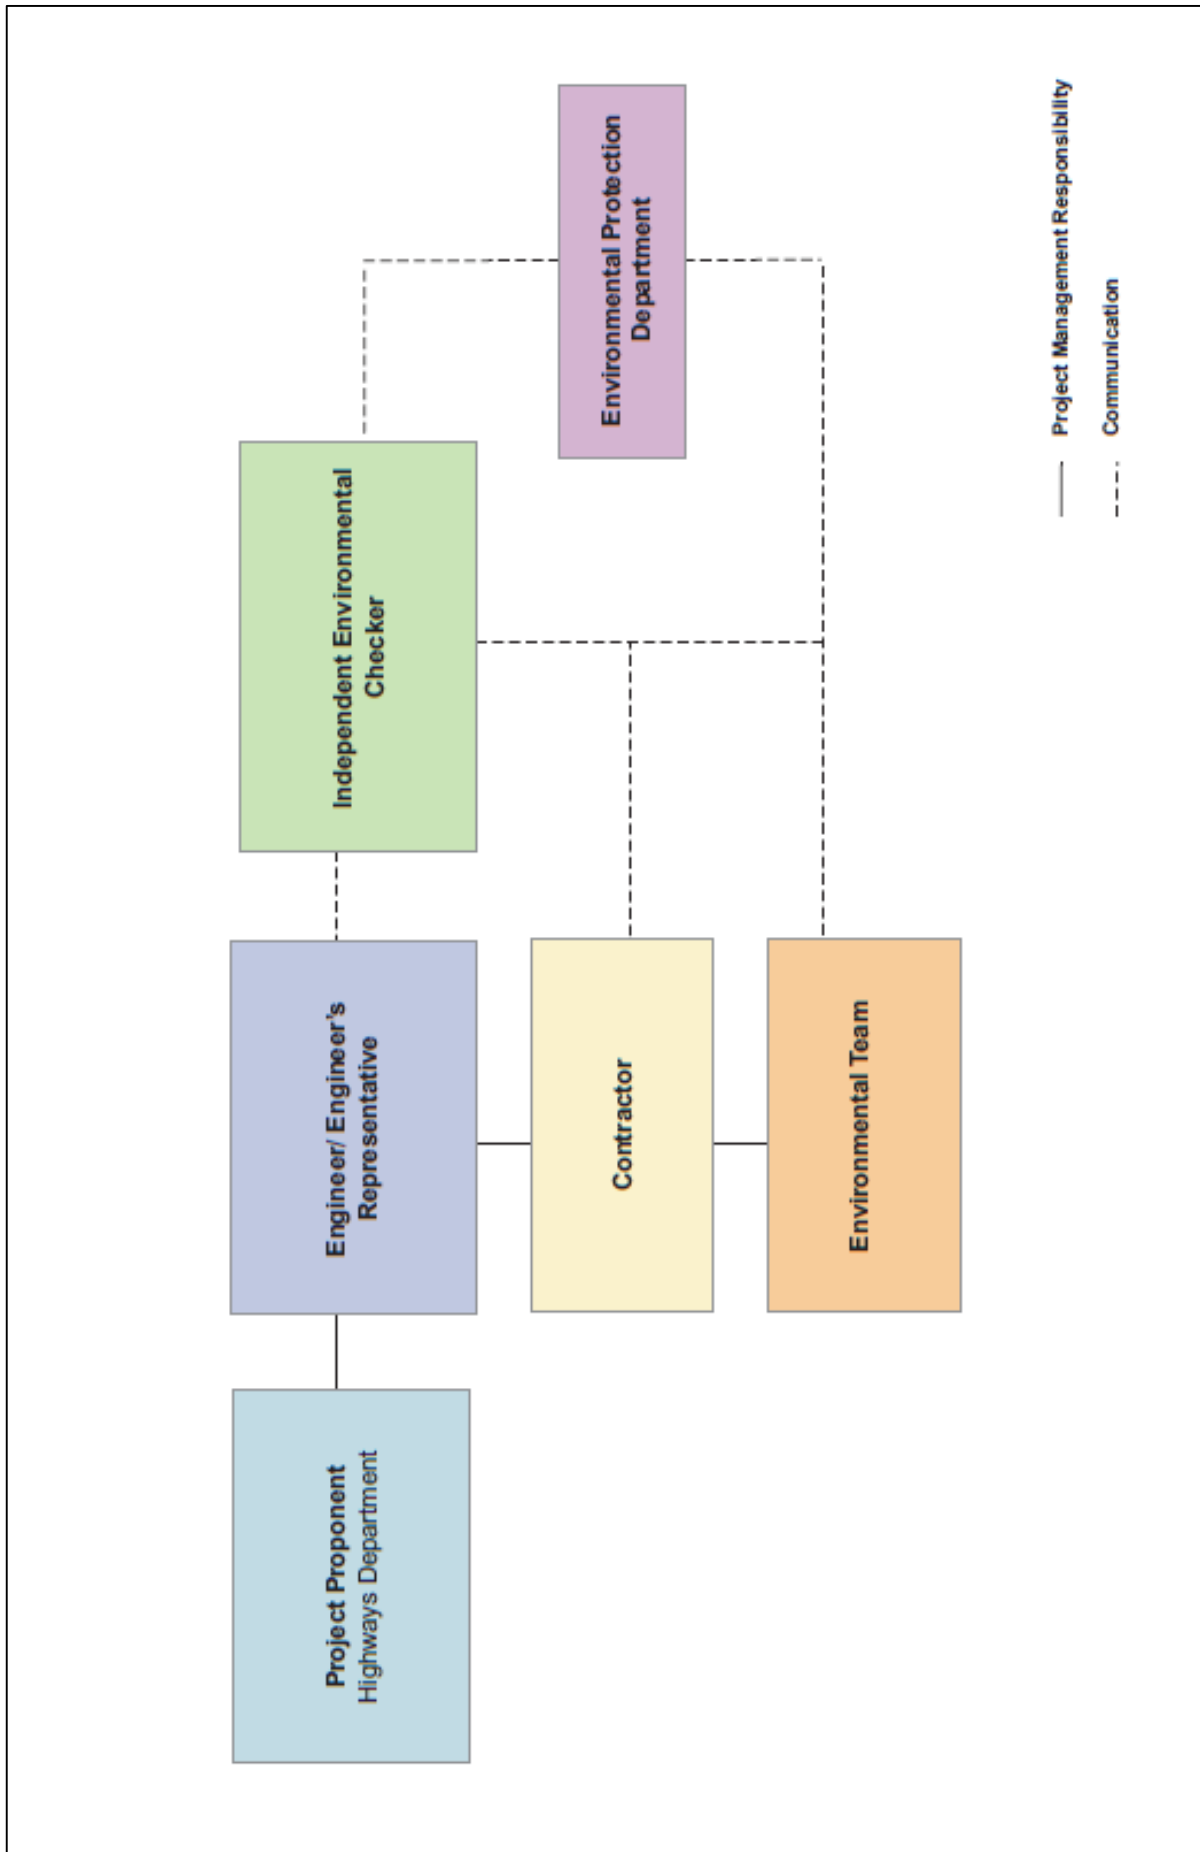 Project Proponent
Highways Department
Engineer/ Engineer's
Representative
Independent Environmental
Checker
Contractor
Environmental Protection
Department
Environmental Team
Project Management Responsibility
Communication